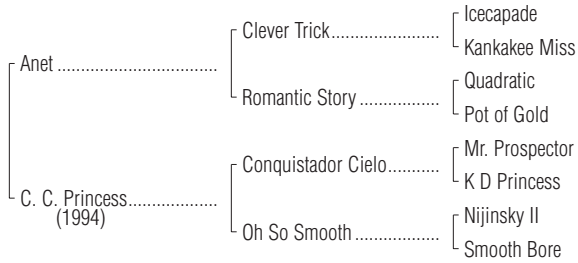 Icecapade
Clever Trick......................
Kankakee Miss
Anet .................................
Quadratic
Romantic Story ................
Pot of Gold
Mr. Prospector
Conquistador Cielo...........
K D Princess
C. C. Princess..................
(1994)
Nijinsky II
Oh So Smooth .................
Smooth Bore